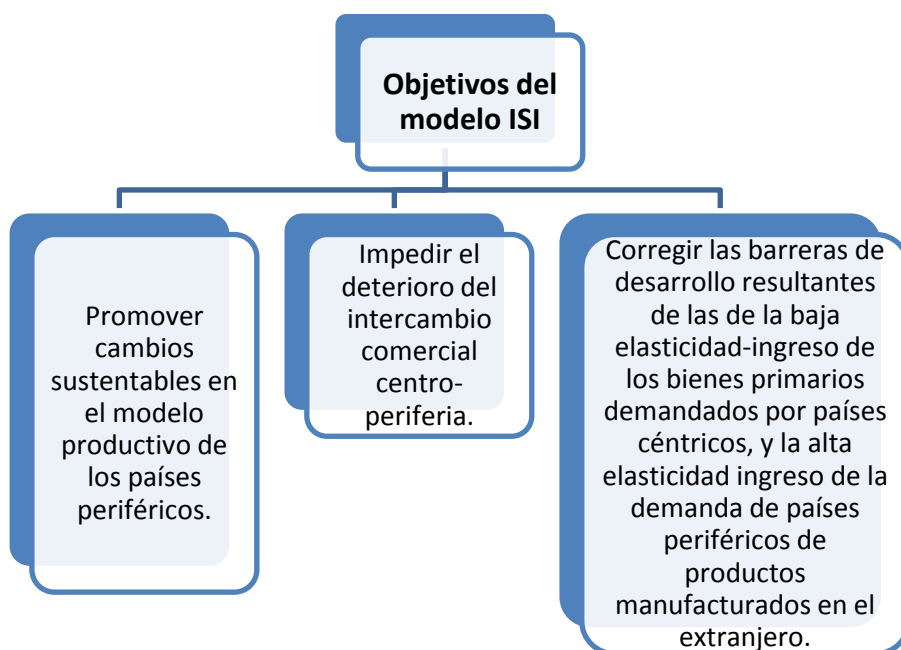 Objetivos del
modelo ISI
Promover
cambios
sustentables en
el modelo
productivo de
los países
periféricos.
Impedir el
deterioro del
intercambio
comercial
centro-
periferia.
Corregir las barreras de
desarrollo resultantes
de las de la baja
elasticidad-ingreso de
los bienes primarios
demandados por países
céntricos, y la alta
elasticidad ingreso de la
demanda de países
periféricos de
productos
manufacturados en el
extranjero.